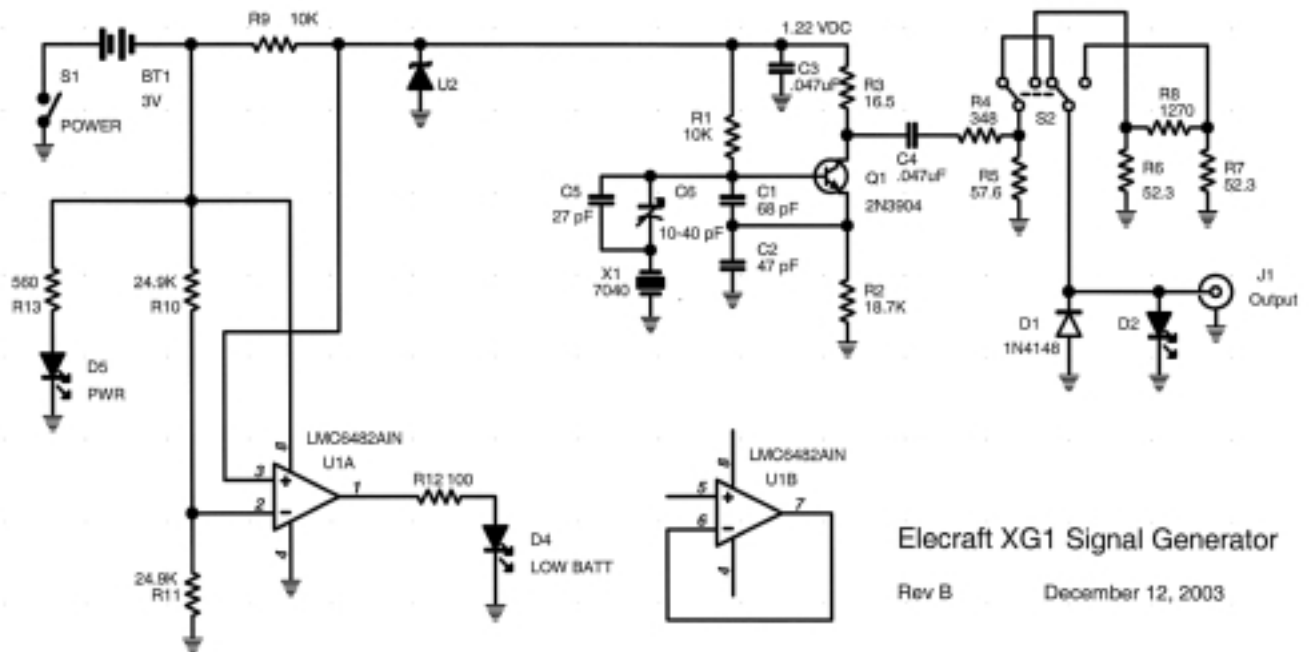 R9 10K
1.22 VDC
S1
BT1
3V
POWER
U2
C3
.047uF
R3
16.5
R1
10K
R4
348
S2
R8
1270
C4
.047uF
R5
57.6
R6
52.3
R7
52.3
Q1
2N3904
C5
27 pF
C6
10-40 pF
C1
68 pF
C2
47 pF
X1
7040
R2
18.7K
J1
Output
D1
1N4148
D2
560
R13
24.9K
R10
D5
PWR
8
LMC6482AIN
U1A
3
+
2
-
1
4
R12 100
D4
LOW BATT
24.9K
R11
8
LMC6482AIN
U1B
5
+
6
-
7
4
Elecraft XG1 Signal Generator
Rev B December 12, 2003